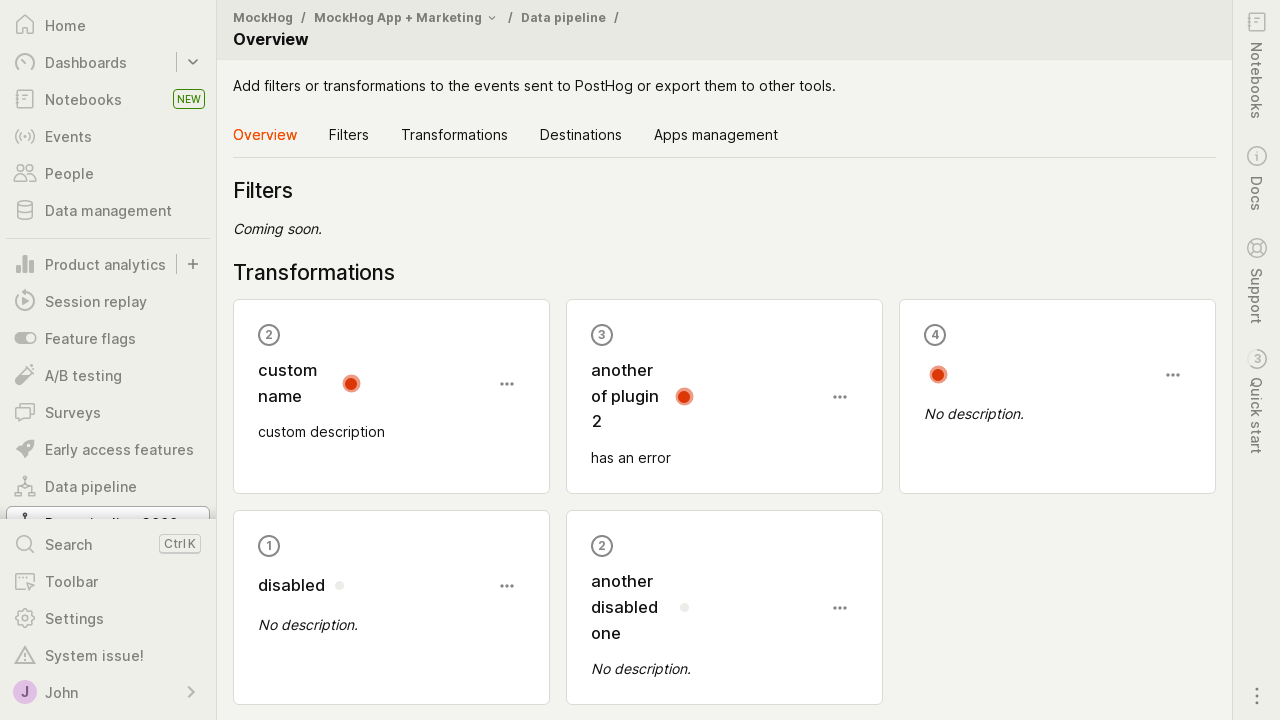 Home
Dashboards
Notebooks NEW
Events
People
Data management
Product analytics
Session replay
Feature flags
A/B testing
Surveys
Early access features
Data pipeline
Search Ctrl K
Toolbar
Settings
System issue!
J John
MockHog / MockHog App + Marketing / Data pipeline /
Overview
Add filters or transformations to the events sent to PostHog or export them to other tools.
Overview Filters Transformations Destinations Apps management
Filters
Coming soon.
Transformations
2
custom
name
custom description
3
another
of plugin
2
has an error
4
No description.
1
disabled
No description.
2
another
disabled
one
No description.
Notebooks
Docs
Support
3
Quick start